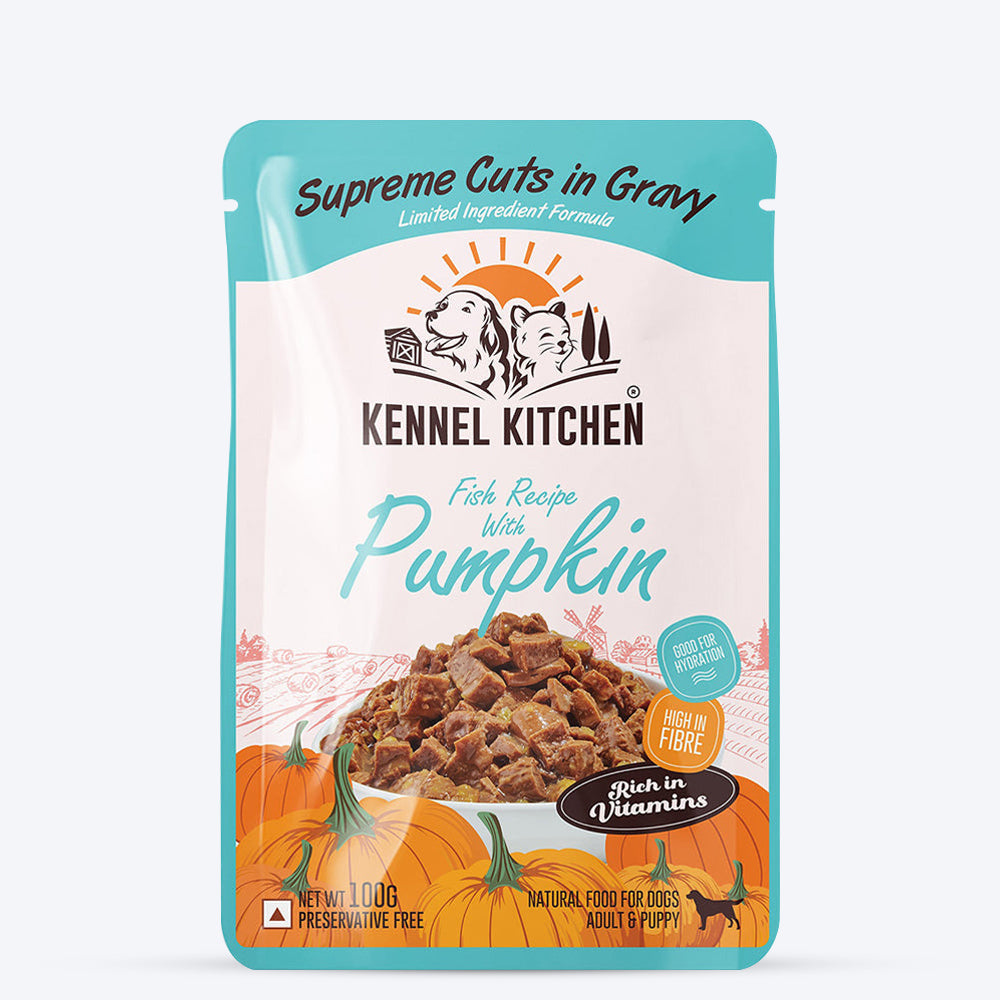 Supreme Cuts in Gravy
Limited Ingredient Formula
®
KENNEL KITCHEN
Fish Recipe
With
Pumpkin
GOOD FOR
HYDRATION
HIGH IN
FIBRE
Rich in
Vitamins
NET WT 100G
PRESERVATIVE FREE
NATURAL FOOD FOR DOGS
ADULT & PUPPY